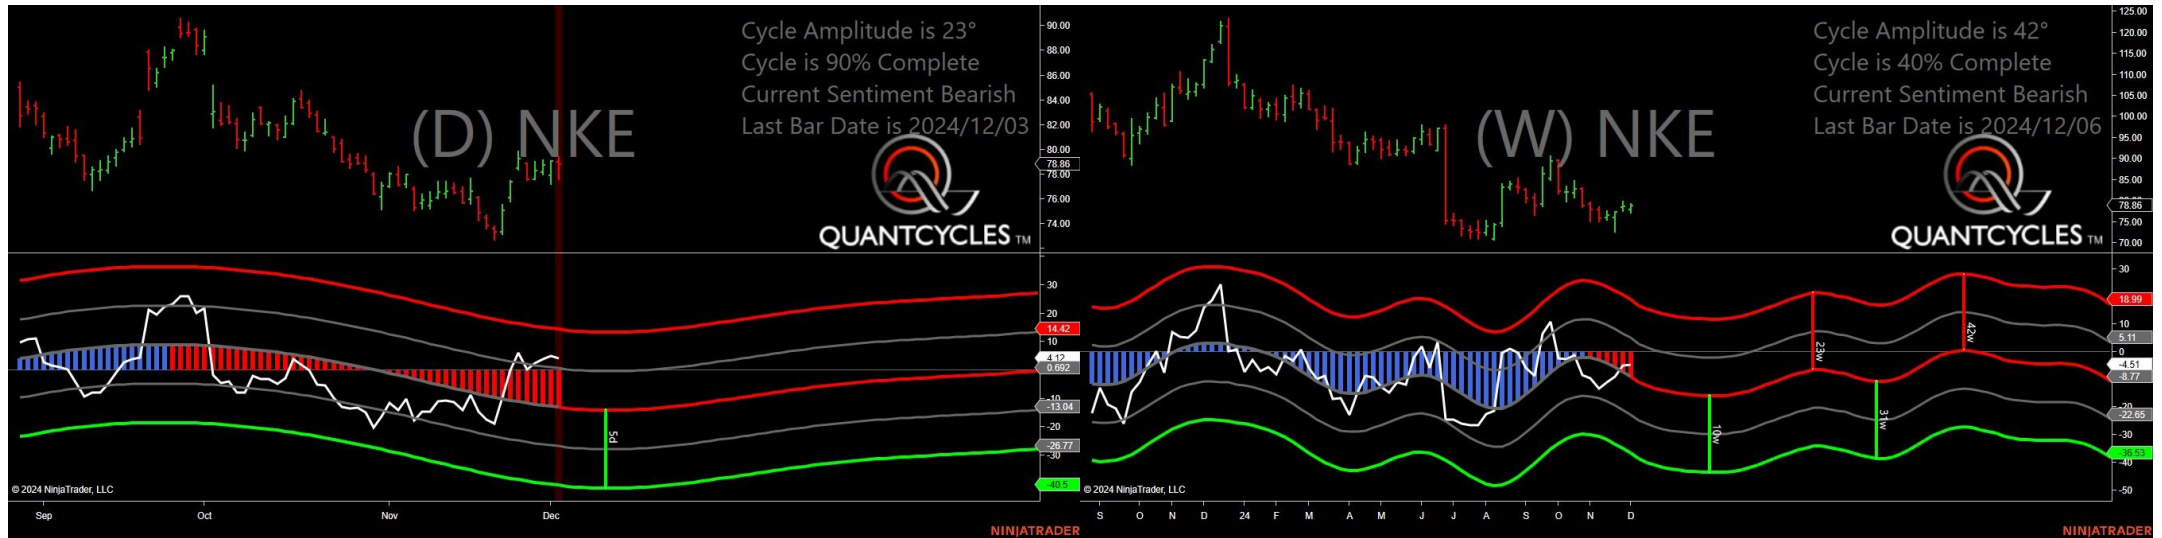 Cycle Amplitude is 23°
Cycle is 90% Complete
Current Sentiment Bearish
Last Bar Date is 2024/12/03
(D) NKE
QUANTCYCLES TM
90.00
88.00
86.00
84.00
82.00
80.00
78.86
78.00
76.00
74.00
30
20
14.42
10
4.12
0.692
-10
-13.04
-20
-26.77
-30
-40.5
5d
© 2024 NinjaTrader, LLC
Sep Oct Nov Dec
NINJATRADER
Cycle Amplitude is 42°
Cycle is 40% Complete
Current Sentiment Bearish
Last Bar Date is 2024/12/06
(W) NKE
QUANTCYCLES TM
125.00
120.00
115.00
110.00
105.00
100.00
95.00
90.00
85.00
78.86
75.00
70.00
30
18.99
10
5.11
0
-4.51
-8.77
-20
-22.65
-30
-36.53
-40
-50
10w
23w
31w
42w
© 2024 NinjaTrader, LLC
S O N D 24 F M A M J J A S O N D
NINJATRADER